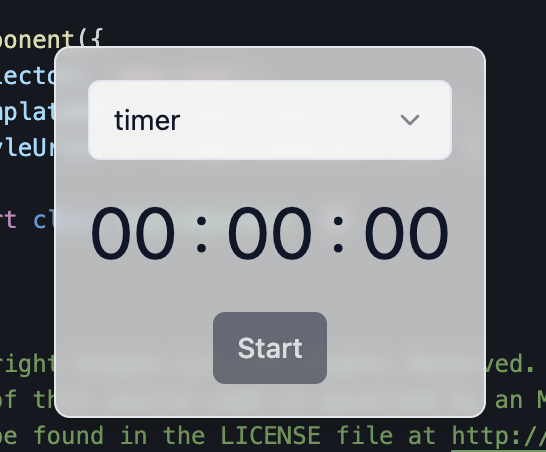 ponent({
lecto
timer
mplat
yleUr
rt cl
00 : 00 : 00
Start
right
ved.
of th
an M
be found in the LICENSE file at http://